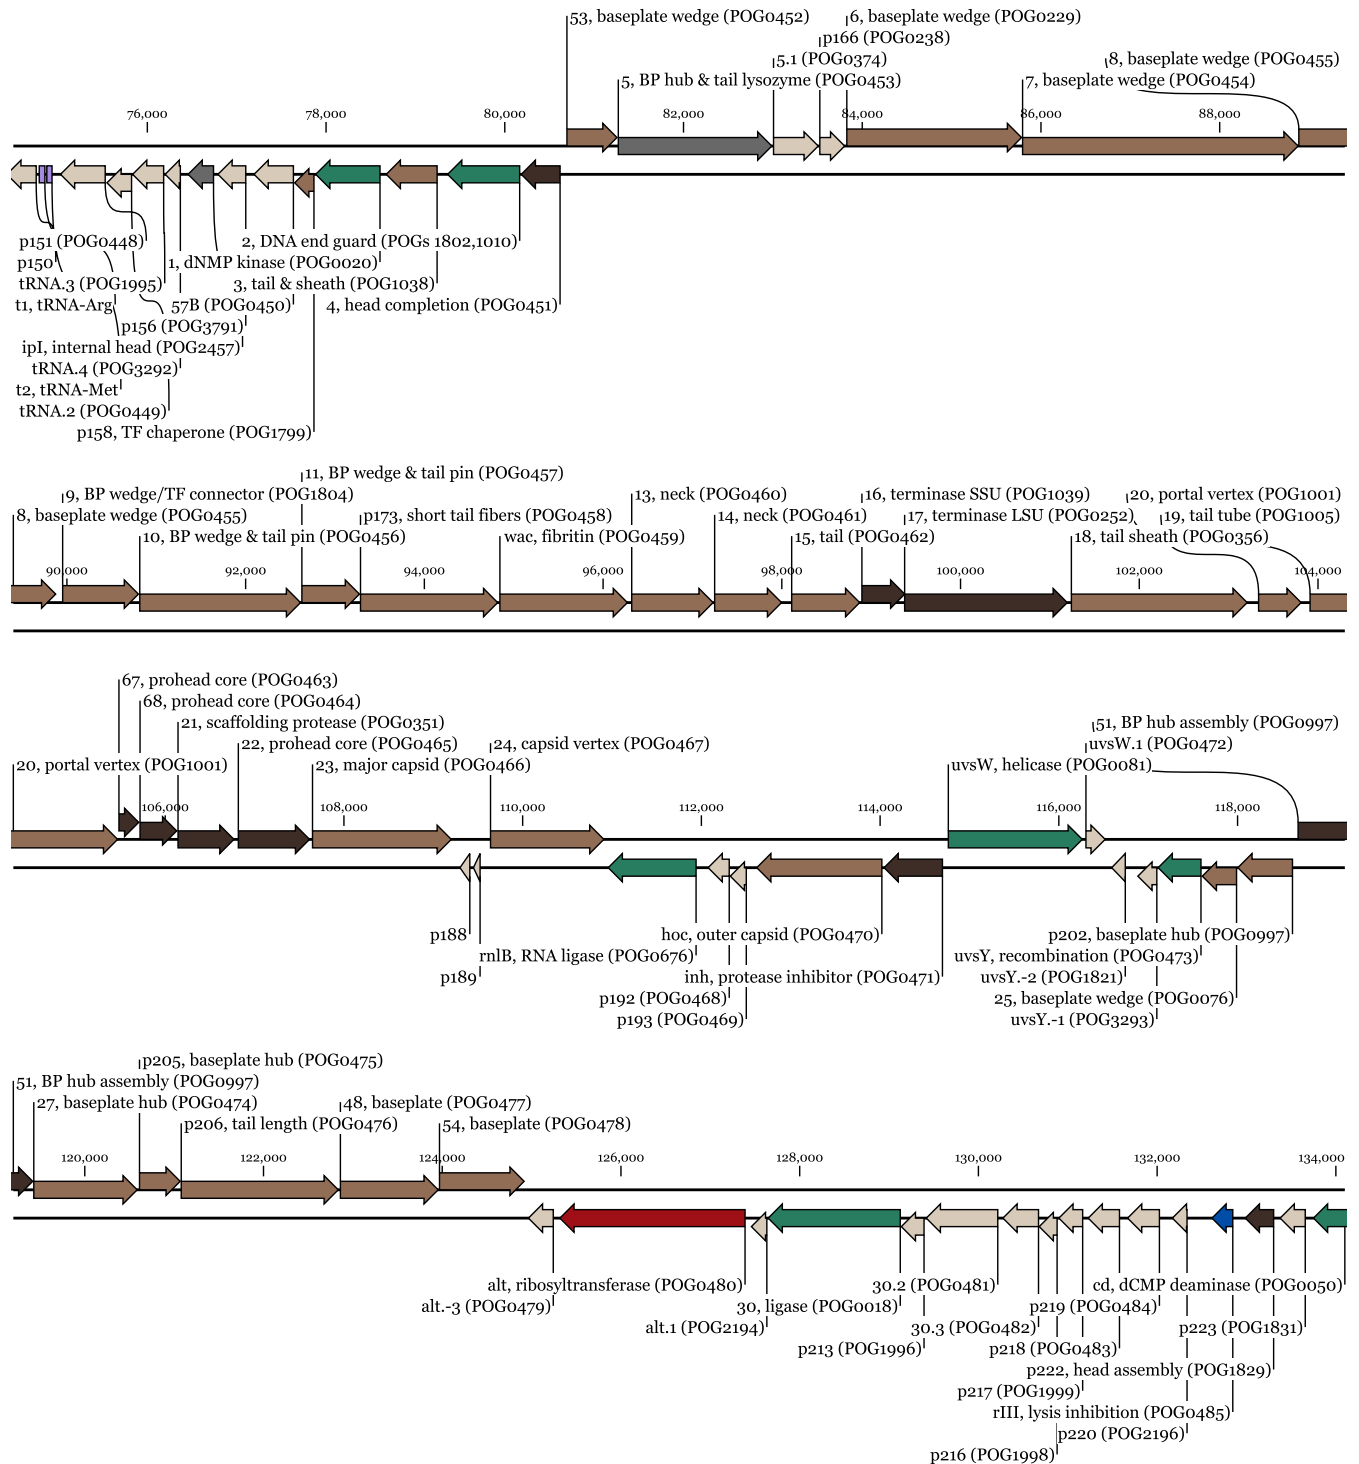 53, baseplate wedge (POG0452)
6, baseplate wedge (POG0229)
p166 (POG0238)
5.1 (POG0374)
8, baseplate wedge (POG0455)
5, BP hub & tail lysozyme (POG0453)
7, baseplate wedge (POG0454)
76,000
78,000
80,000
82,000
84,000
86,000
88,000
p151 (POG0448)
2, DNA end guard (POGs 1802,1010)
p150
1, dNMP kinase (POG0020)
tRNA.3 (POG1995)
3, tail & sheath (POG1038)
t1, tRNA-Arg
57B (POG0450)
4, head completion (POG0451)
p156 (POG3791)
ipI, internal head (POG2457)
tRNA.4 (POG3292)
t2, tRNA-Met
tRNA.2 (POG0449)
p158, TF chaperone (POG1799)
11, BP wedge & tail pin (POG0457)
9, BP wedge/TF connector (POG1804)
13, neck (POG0460)
16, terminase SSU (POG1039)
20, portal vertex (POG1001)
8, baseplate wedge (POG0455)
p173, short tail fibers (POG0458)
14, neck (POG0461)
17, terminase LSU (POG0252)
19, tail tube (POG1005)
10, BP wedge & tail pin (POG0456)
wac, fibritin (POG0459)
15, tail (POG0462)
18, tail sheath (POG0356)
90,000
92,000
94,000
96,000
98,000
100,000
102,000
104,000
67, prohead core (POG0463)
68, prohead core (POG0464)
21, scaffolding protease (POG0351)
51, BP hub assembly (POG0997)
22, prohead core (POG0465)
24, capsid vertex (POG0467)
uvsW.1 (POG0472)
20, portal vertex (POG1001)
23, major capsid (POG0466)
uvsW, helicase (POG0081)
106,000
108,000
110,000
112,000
114,000
116,000
118,000
p188
hoc, outer capsid (POG0470)
p202, baseplate hub (POG0997)
rnlB, RNA ligase (POG0676)
uvsY, recombination (POG0473)
p189
inh, protease inhibitor (POG0471)
uvsY.-2 (POG1821)
p192 (POG0468)
25, baseplate wedge (POG0076)
p193 (POG0469)
uvsY.-1 (POG3293)
p205, baseplate hub (POG0475)
51, BP hub assembly (POG0997)
27, baseplate hub (POG0474)
48, baseplate (POG0477)
p206, tail length (POG0476)
54, baseplate (POG0478)
120,000
122,000
124,000
126,000
128,000
130,000
132,000
134,000
alt, ribosyltransferase (POG0480)
30.2 (POG0481)
cd, dCMP deaminase (POG0050)
alt.-3 (POG0479)
30, ligase (POG0018)
p219 (POG0484)
alt.1 (POG2194)
30.3 (POG0482)
p223 (POG1831)
p213 (POG1996)
p218 (POG0483)
p222, head assembly (POG1829)
p217 (POG1999)
rIII, lysis inhibition (POG0485)
p220 (POG2196)
p216 (POG1998)